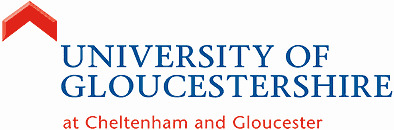 UNIVERSITY OF
GLOUCESTERSHIRE
at Cheltenham and Gloucester